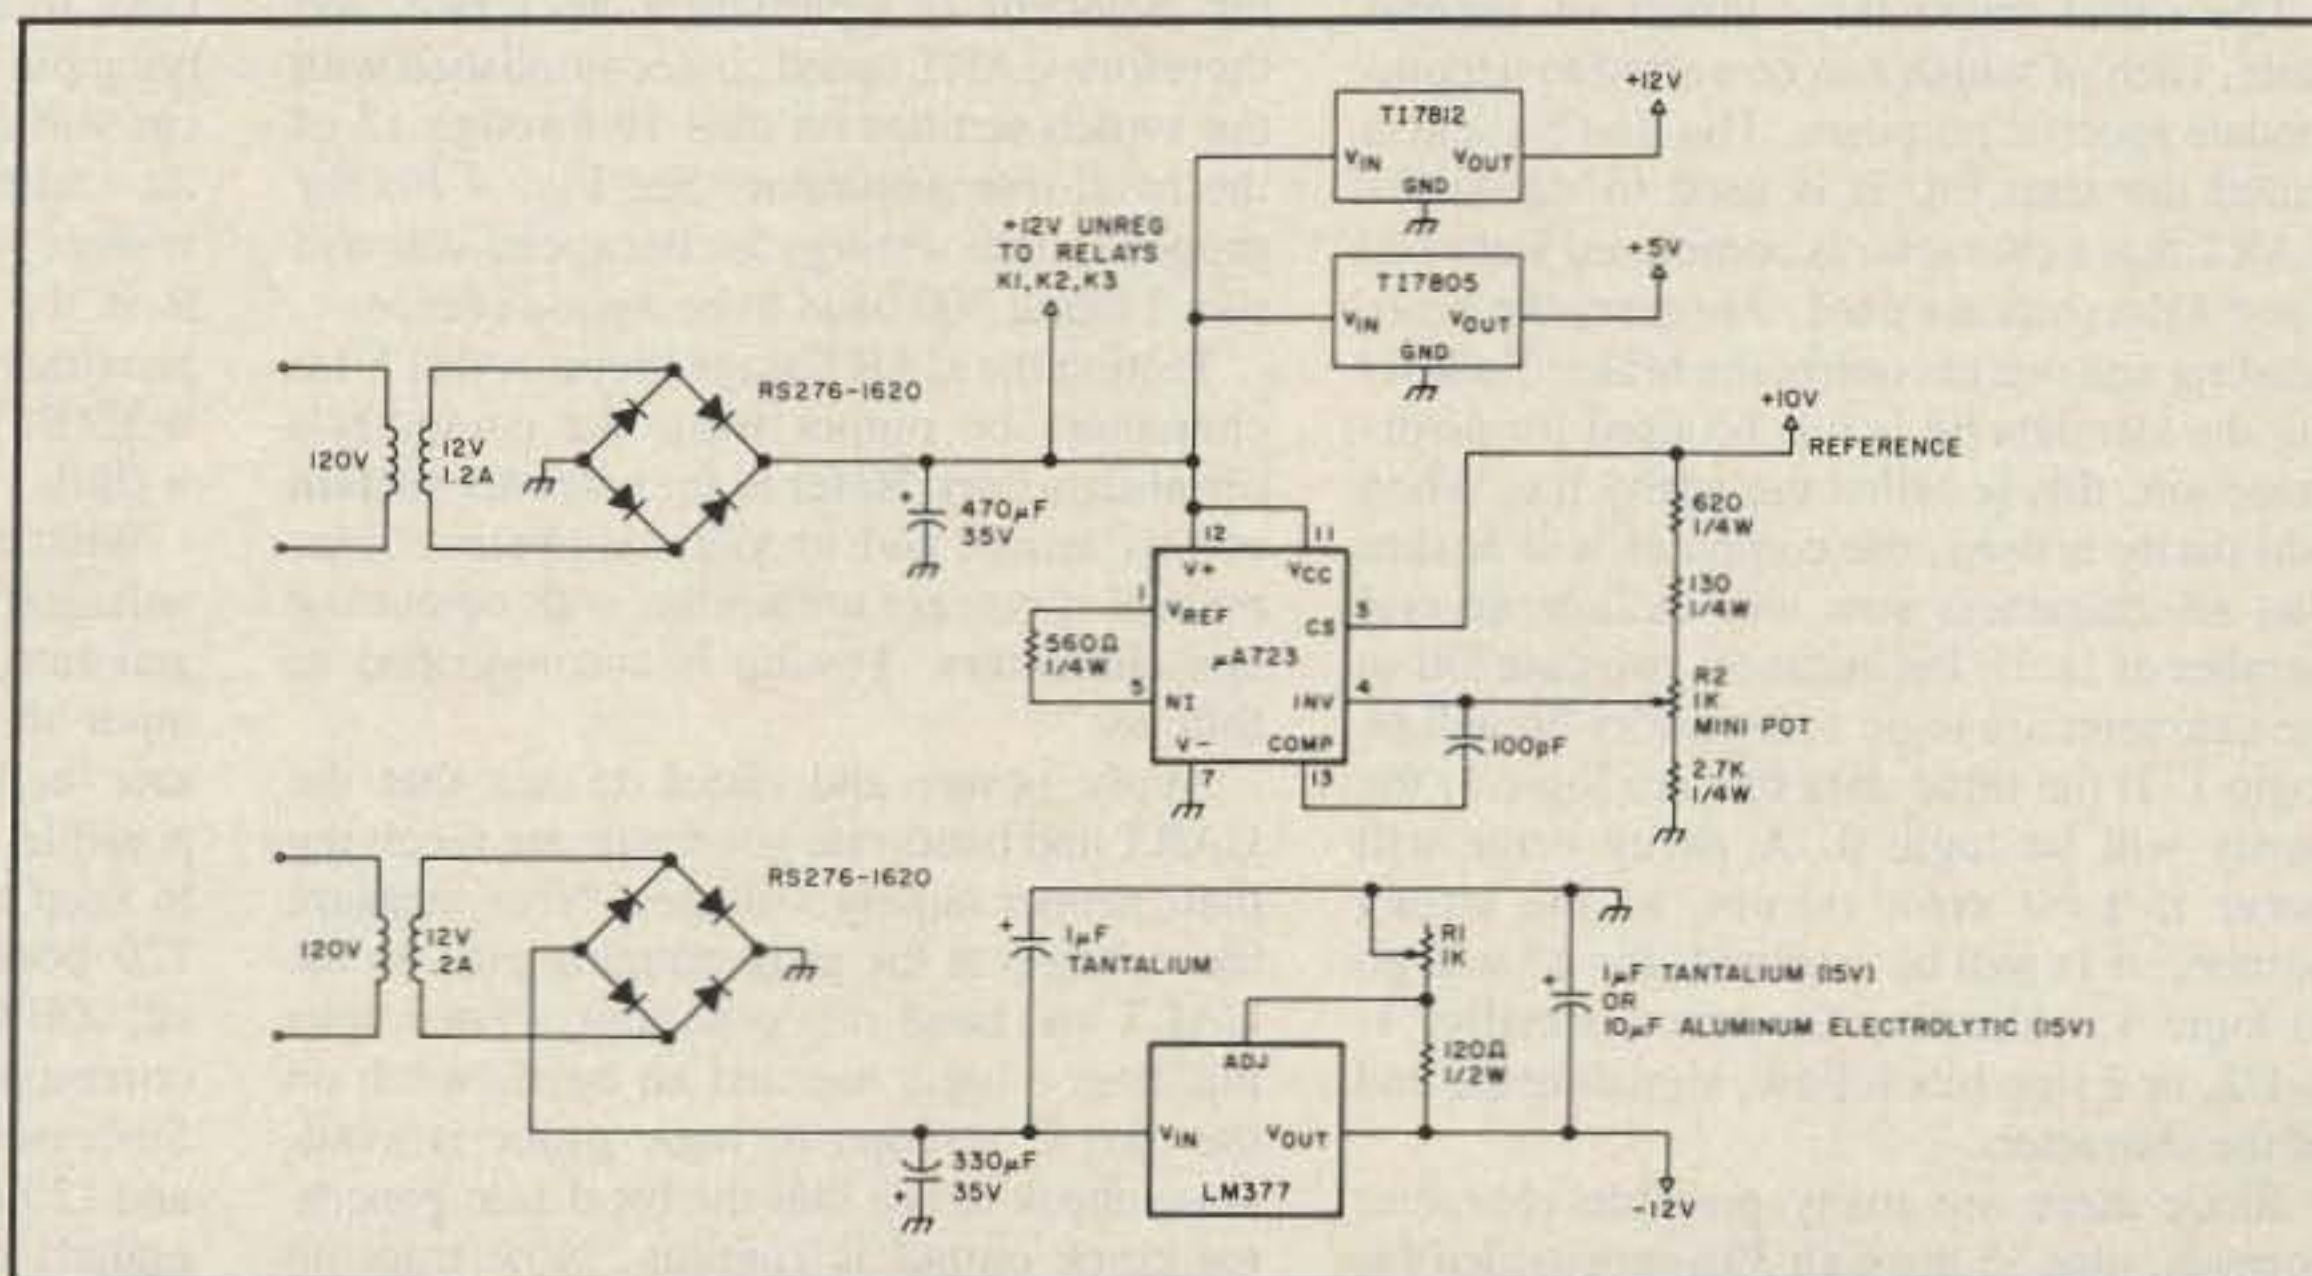 +12V
TI7812
VIN VOUT
GND
+12V UNREG
TO RELAYS
K1,K2,K3
+5V
TI7805
VIN VOUT
GND
RS276-1620
+10V
REFERENCE
120V
12V
1.2A
+
470µF
35V
620
1/4W
12
11
V+
VCC
130
1/4W
1
VREF
3
CS
560Ω
1/4W
µA723
5
NI
4
INV
R2
1K
MINI POT
V-
COMP
100pF
7
13
2.7K
1/4W
RS276-1620
120V
12V
.2A
+
1µF
TANTALIUM
R1
1K
+
1µF TANTALIUM (15V)
OR
10µF ALUMINUM ELECTROLYTIC (15V)
120Ω
1/2W
ADJ
VIN VOUT
LM377
330µF
35V
+
-12V